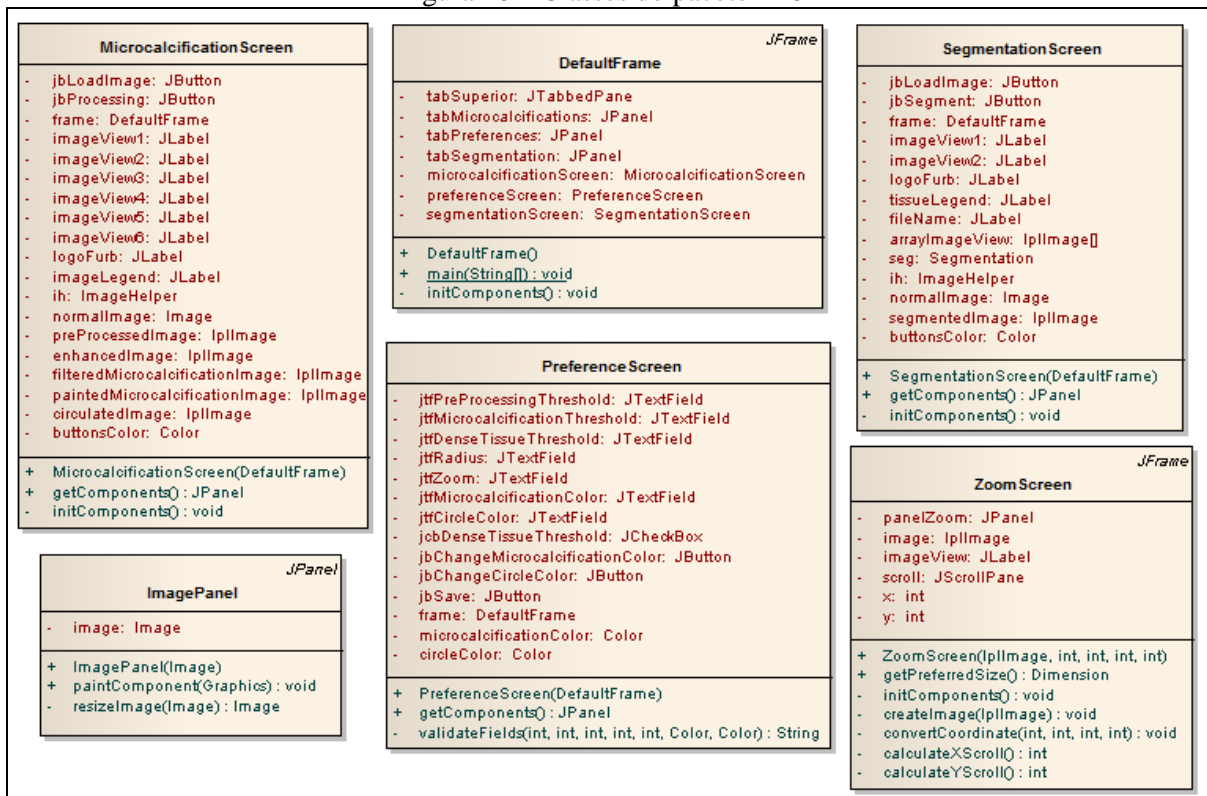 MicrocalcificationScreen
- jbLoadImage: JButton
- jbProcessing: JButton
- frame: DefaultFrame
- imageView1: JLabel
- imageView2: JLabel
- imageView3: JLabel
- imageView4: JLabel
- imageView5: JLabel
- imageView6: JLabel
- logoFurb: JLabel
- imageLegend: JLabel
- ih: ImageHelper
- normalImage: Image
- preProcessedImage: IplImage
- enhancedImage: IplImage
- filteredMicrocalcificationImage: IplImage
- paintedMicrocalcificationImage: IplImage
- circulatedImage: IplImage
- buttonsColor: Color
+ MicrocalcificationScreen(DefaultFrame)
+ getComponents() : JPanel
- initComponents() : void
JPanel
ImagePanel
- image: Image
+ ImagePanel(Image)
+ paintComponent(Graphics) : void
- resizeImage(Image) : Image
JFrame
DefaultFrame
- tabSuperior: JTabbedPane
- tabMicrocalcifications: JPanel
- tabPreferences: JPanel
- tabSegmentation: JPanel
- microcalcificationScreen: MicrocalcificationScreen
- preferenceScreen: PreferenceScreen
- segmentationScreen: SegmentationScreen
+ DefaultFrame()
+ main(String[]) : void
- initComponents() : void
PreferenceScreen
- jtfPreProcessingThreshold: JTextField
- jtfMicrocalcificationThreshold: JTextField
- jtfDenseTissueThreshold: JTextField
- jtfRadius: JTextField
- jtfZoom: JTextField
- jtfMicrocalcificationColor: JTextField
- jtfCircleColor: JTextField
- jcbDenseTissueThreshold: JCheckBox
- jbChangeMicrocalcificationColor: JButton
- jbChangeCircleColor: JButton
- jbSave: JButton
- frame: DefaultFrame
- microcalcificationColor: Color
- circleColor: Color
+ PreferenceScreen(DefaultFrame)
+ getComponents() : JPanel
- validateFields(int, int, int, int, int, Color, Color) : String
SegmentationScreen
- jbLoadImage: JButton
- jbSegment: JButton
- frame: DefaultFrame
- imageView1: JLabel
- imageView2: JLabel
- logoFurb: JLabel
- tissueLegend: JLabel
- fileName: JLabel
- arrayImageView: IplImage[]
- seg: Segmentation
- ih: ImageHelper
- normalImage: Image
- segmentedImage: IplImage
- buttonsColor: Color
+ SegmentationScreen(DefaultFrame)
+ getComponents() : JPanel
- initComponents() : void
JFrame
ZoomScreen
- panelZoom: JPanel
- image: IplImage
- imageView: JLabel
- scroll: JScrollPane
- x: int
- y: int
+ ZoomScreen(IplImage, int, int, int, int)
+ getPreferredSize() : Dimension
- initComponents() : void
- createImage(IplImage) : void
- convertCoordinate(int, int, int, int) : void
- calculateXScroll() : int
- calculateYScroll() : int